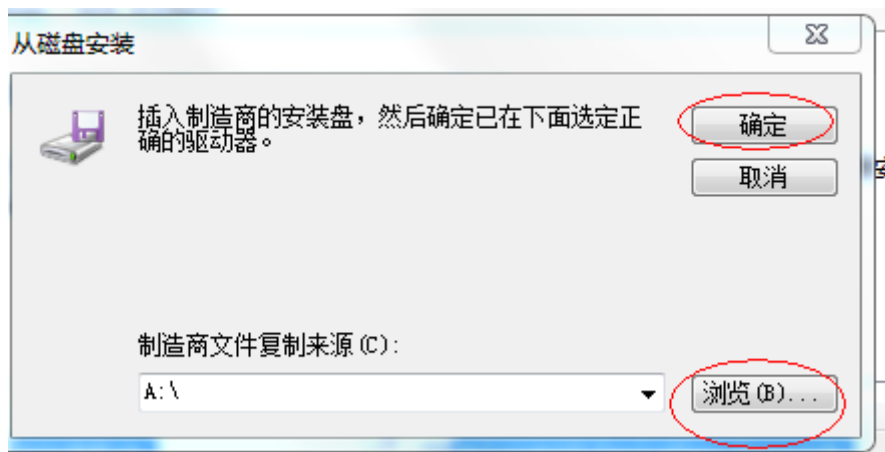 从磁盘安装
插入制造商的安装盘，然后确定已在下面选定正
确的驱动器。
确定
取消
制造商文件复制来源(C):
A:\
浏览(B)...